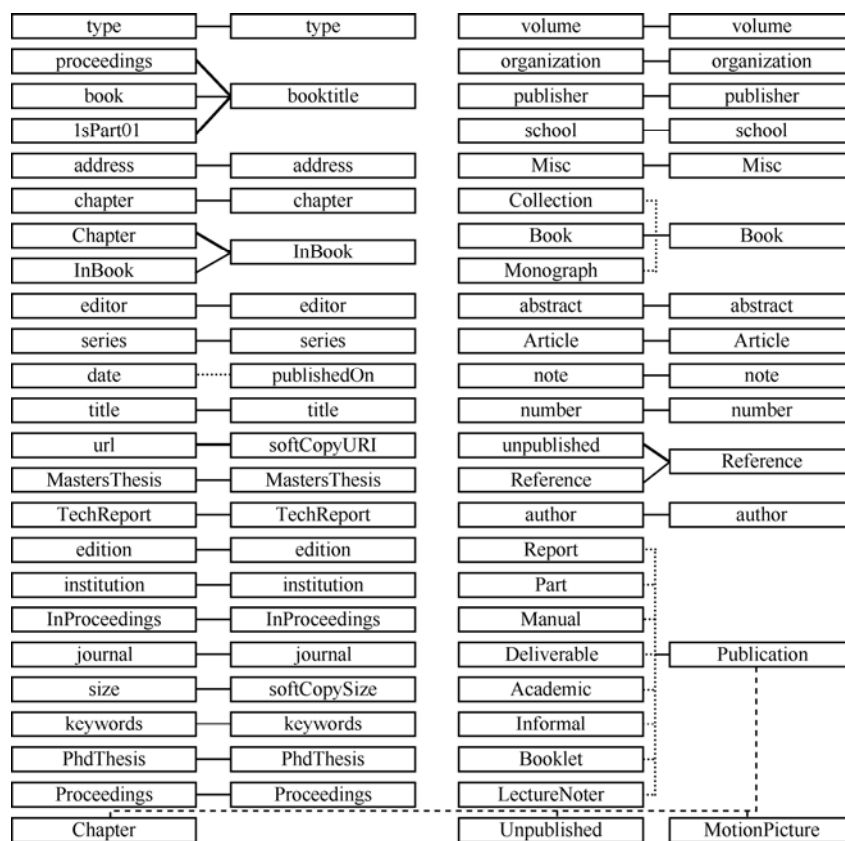 type type volume volume
proceedings organization organization
book booktitle publisher publisher
1sPart01 school school
address address Misc Misc
chapter chapter Collection
Chapter Book Book
InBook
InBook Monograph
editor editor abstract abstract
series series Article Article
date publishedOn note note
title title number number
url softCopyURI unpublished
Reference
MastersThesis MastersThesis Reference
TechReport TechReport author author
edition edition Report
institution institution Part
InProceedings InProceedings Manual
journal journal Deliverable Publication
size softCopySize Academic
keywords keywords Informal
PhdThesis PhdThesis Booklet
Proceedings Proceedings LectureNoter
Chapter Unpublished MotionPicture